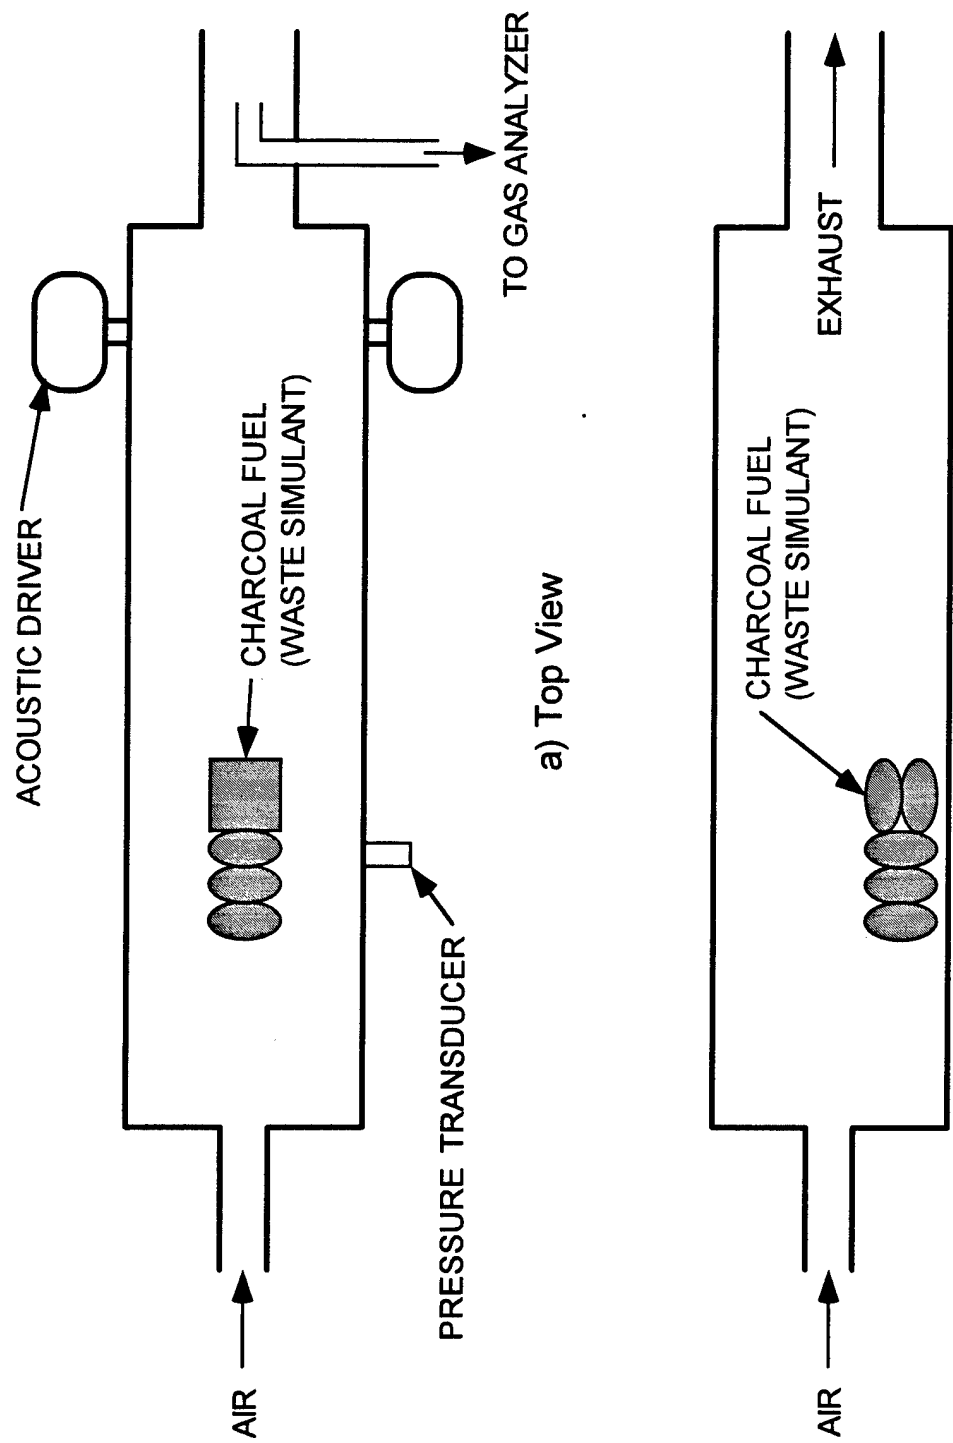 ACOUSTIC DRIVER
CHARCOAL FUEL
(WASTE SIMULANT)
AIR
PRESSURE TRANSDUCER
TO GAS ANALYZER
a) Top View
CHARCOAL FUEL
(WASTE SIMULANT)
EXHAUST
AIR